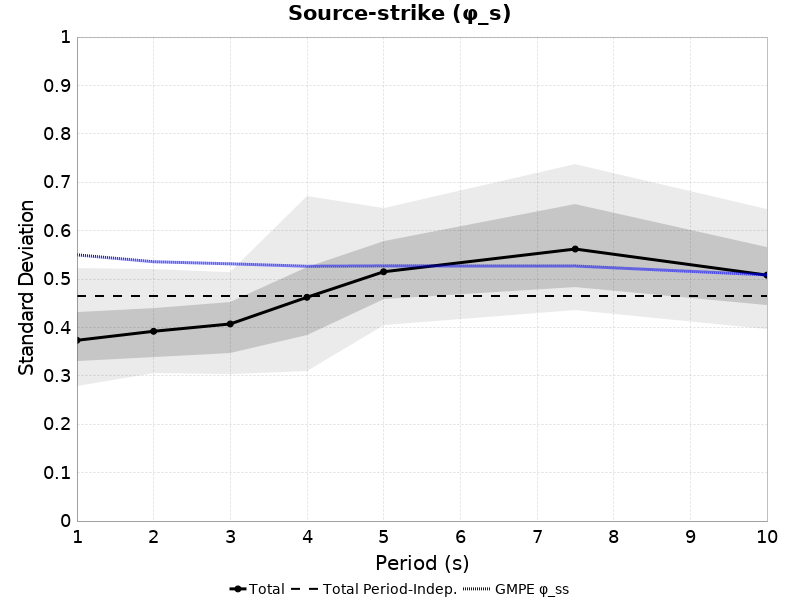 Source-strike (φ_s)
1
0.9
0.8
0.7
0.6
0.5
0.4
0.3
0.2
0.1
0
Standard Deviation
1 2 3 4 5 6 7 8 9 10
Period (s)
Total Total Period-Indep. GMPE φ_ss